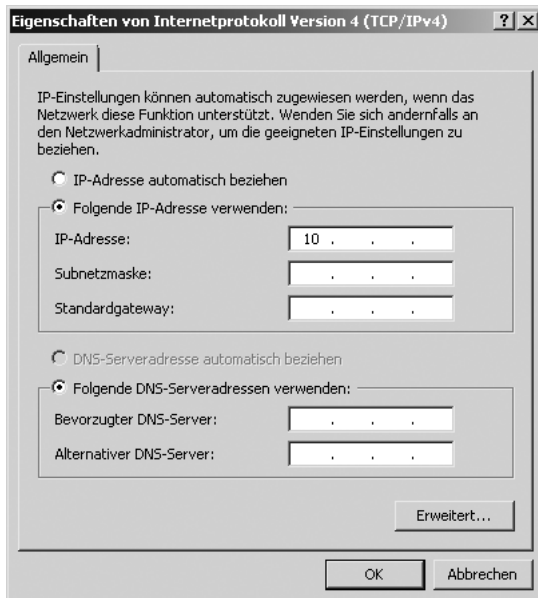 Eigenschaften von Internetprotokoll Version 4 (TCP/IPv4)
Allgemein
IP-Einstellungen können automatisch zugewiesen werden, wenn das
Netzwerk diese Funktion unterstützt. Wenden Sie sich andernfalls an
den Netzwerkadministrator, um die geeigneten IP-Einstellungen zu
beziehen.
IP-Adresse automatisch beziehen
Folgende IP-Adresse verwenden:
IP-Adresse: 10 . . .
Subnetzmaske: . . .
Standardgateway: . . .
DNS-Serveradresse automatisch beziehen
Folgende DNS-Serveradressen verwenden:
Bevorzugter DNS-Server: . . .
Alternativer DNS-Server: . . .
Erweitert...
OK Abbrechen